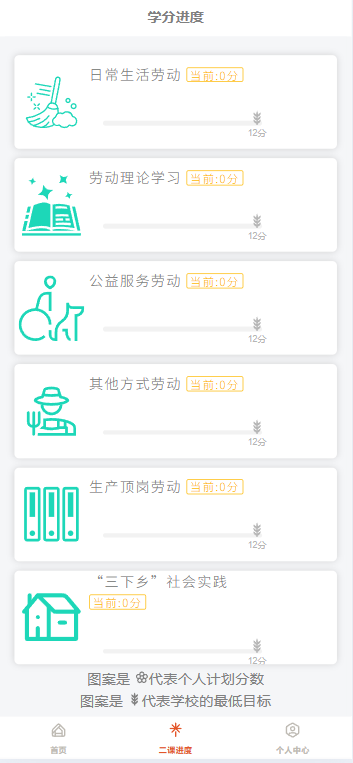 学分进度
日常生活劳动 当前:0分
12分
劳动理论学习 当前:0分
12分
公益服务劳动 当前:0分
12分
其他方式劳动 当前:0分
12分
生产顶岗劳动 当前:0分
12分
“三下乡”社会实践
当前:0分
12分
图案是 代表个人计划分数
图案是 代表学校的最低目标
首页 二课进度 个人中心